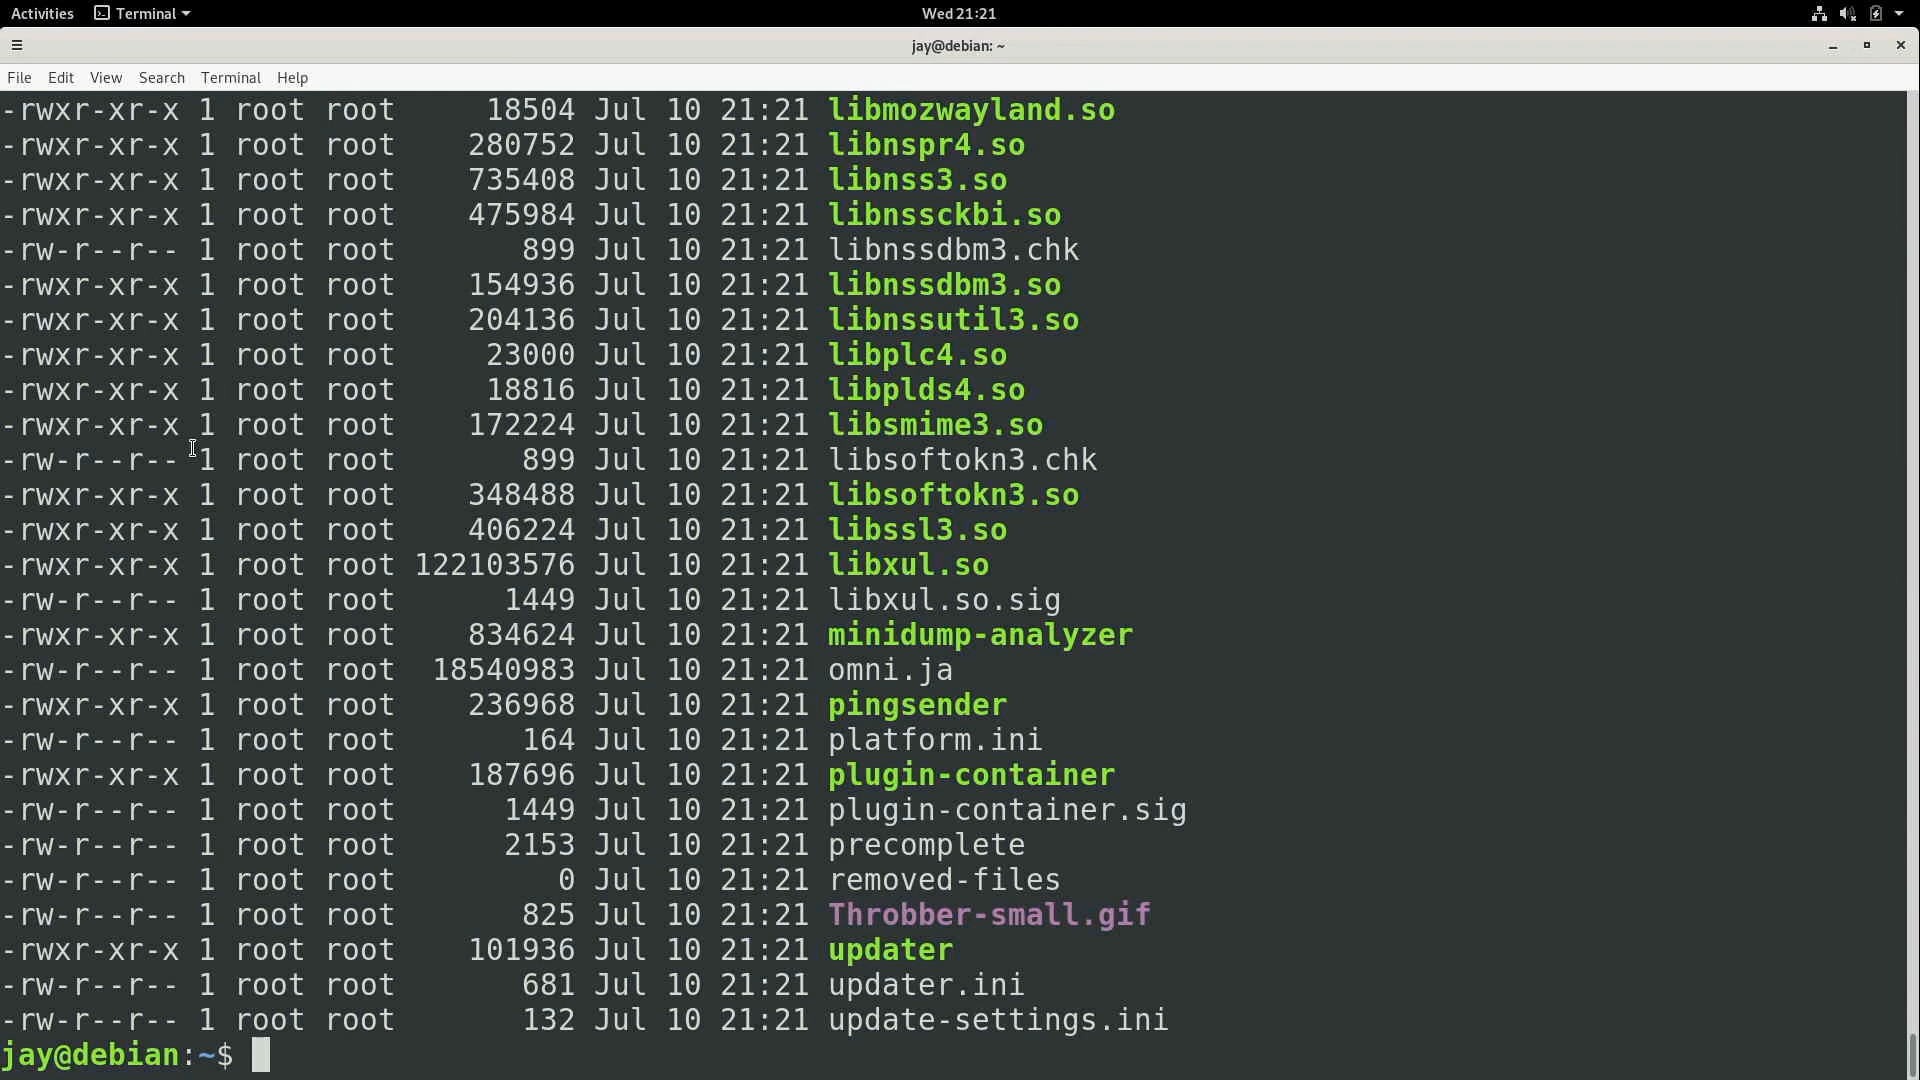 Activities Terminal Wed 21:21
jay@debian: ~
File Edit View Search Terminal Help
-rwxr-xr-x 1 root root     18504 Jul 10 21:21 libmozwayland.so
-rwxr-xr-x 1 root root    280752 Jul 10 21:21 libnspr4.so
-rwxr-xr-x 1 root root    735408 Jul 10 21:21 libnss3.so
-rwxr-xr-x 1 root root    475984 Jul 10 21:21 libnssckbi.so
-rw-r--r-- 1 root root       899 Jul 10 21:21 libnssdbm3.chk
-rwxr-xr-x 1 root root    154936 Jul 10 21:21 libnssdbm3.so
-rwxr-xr-x 1 root root    204136 Jul 10 21:21 libnssutil3.so
-rwxr-xr-x 1 root root     23000 Jul 10 21:21 libplc4.so
-rwxr-xr-x 1 root root     18816 Jul 10 21:21 libplds4.so
-rwxr-xr-x 1 root root    172224 Jul 10 21:21 libsmime3.so
-rw-r--r-- 1 root root       899 Jul 10 21:21 libsoftokn3.chk
-rwxr-xr-x 1 root root    348488 Jul 10 21:21 libsoftokn3.so
-rwxr-xr-x 1 root root    406224 Jul 10 21:21 libssl3.so
-rwxr-xr-x 1 root root 122103576 Jul 10 21:21 libxul.so
-rw-r--r-- 1 root root      1449 Jul 10 21:21 libxul.so.sig
-rwxr-xr-x 1 root root    834624 Jul 10 21:21 minidump-analyzer
-rw-r--r-- 1 root root  18540983 Jul 10 21:21 omni.ja
-rwxr-xr-x 1 root root    236968 Jul 10 21:21 pingsender
-rw-r--r-- 1 root root       164 Jul 10 21:21 platform.ini
-rwxr-xr-x 1 root root    187696 Jul 10 21:21 plugin-container
-rw-r--r-- 1 root root      1449 Jul 10 21:21 plugin-container.sig
-rw-r--r-- 1 root root      2153 Jul 10 21:21 precomplete
-rw-r--r-- 1 root root         0 Jul 10 21:21 removed-files
-rw-r--r-- 1 root root       825 Jul 10 21:21 Throbber-small.gif
-rwxr-xr-x 1 root root    101936 Jul 10 21:21 updater
-rw-r--r-- 1 root root       681 Jul 10 21:21 updater.ini
-rw-r--r-- 1 root root       132 Jul 10 21:21 update-settings.ini
jay@debian:~$